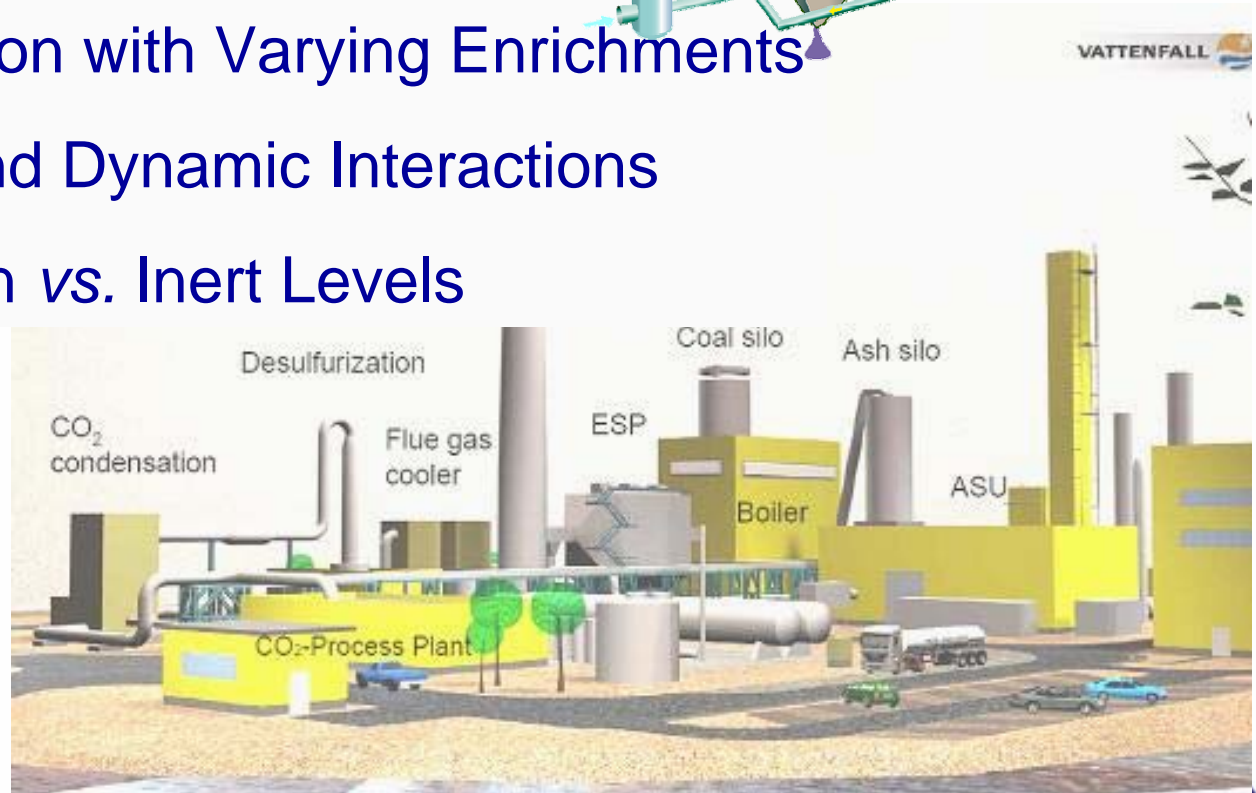 on with Varying Enrichments
VATTENFALL
nd Dynamic Interactions
n vs. Inert Levels
Desulfurization
Coal silo
Ash silo
CO₂
condensation
Flue gas
cooler
ESP
ASU
Boiler
CO₂-Process Plant